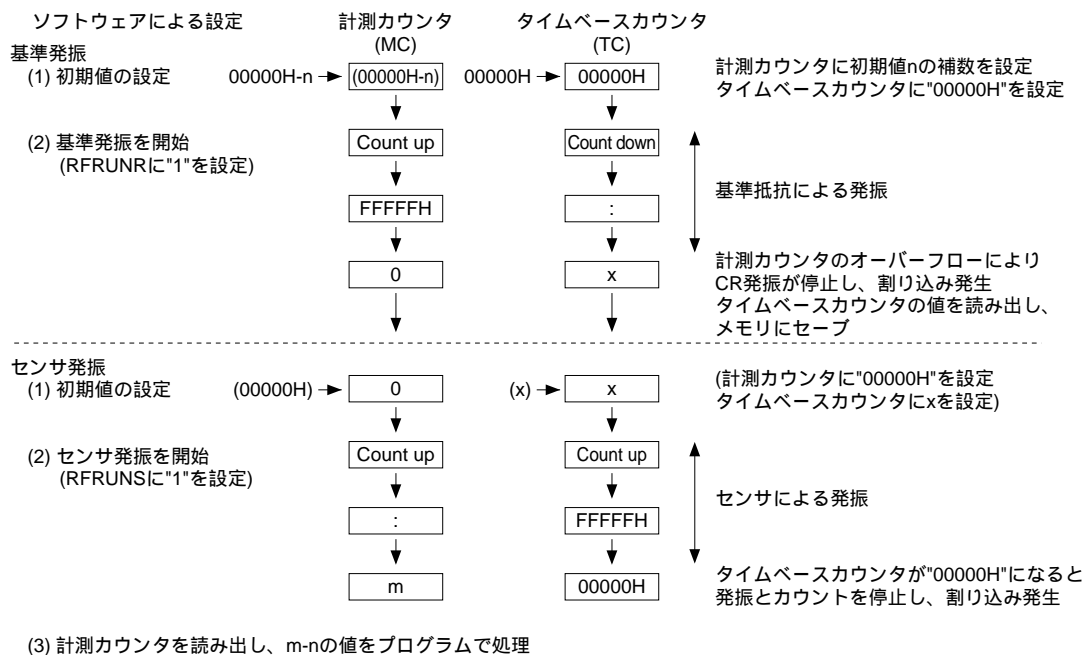 ソフトウェアによる設定 計測カウンタ タイムベースカウンタ
(MC) (TC)
基準発振
(1) 初期値の設定 00000H-n (00000H-n) 00000H 00000H 計測カウンタに初期値nの補数を設定
タイムベースカウンタに"00000H"を設定
(2) 基準発振を開始 Count up Count down
(RFRUNRに"1"を設定)
FFFFFH : 基準抵抗による発振
0 x 計測カウンタのオーバーフローにより
CR発振が停止し、割り込み発生
タイムベースカウンタの値を読み出し、
メモリにセーブ
センサ発振
(1) 初期値の設定 (00000H) 0 (x) x (計測カウンタに"00000H"を設定
タイムベースカウンタにxを設定)
(2) センサ発振を開始 Count up Count up
(RFRUNSに"1"を設定)
: FFFFFH センサによる発振
m 00000H タイムベースカウンタが"00000H"になると
発振とカウントを停止し、割り込み発生
(3) 計測カウンタを読み出し、m-nの値をプログラムで処理